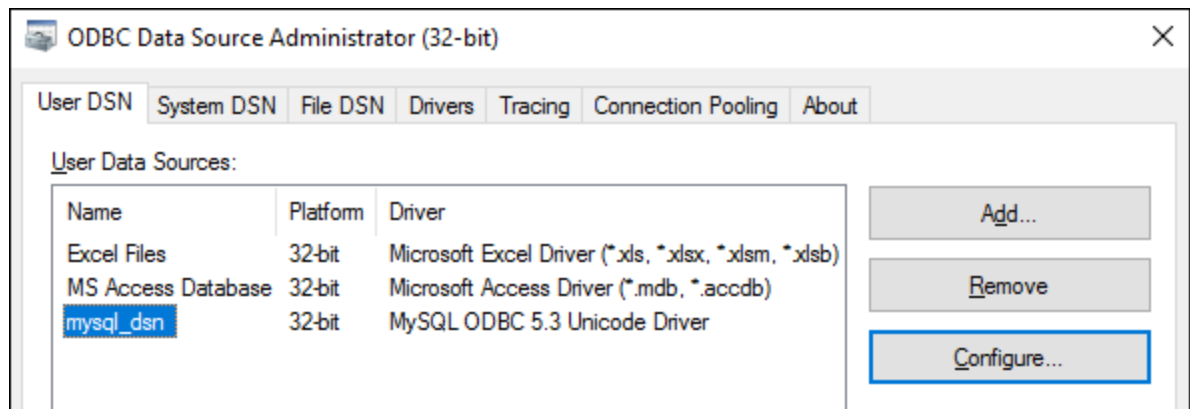 ODBC Data Source Administrator (32-bit)
User DSN System DSN File DSN Drivers Tracing Connection Pooling About
User Data Sources:
Name Platform Driver
Excel Files 32-bit Microsoft Excel Driver (*.xls, *.xlsx, *.xlsm, *.xlsb)
MS Access Database 32-bit Microsoft Access Driver (*.mdb, *.accdb)
mysql_dsn 32-bit MySQL ODBC 5.3 Unicode Driver
Add...
Remove
Configure...